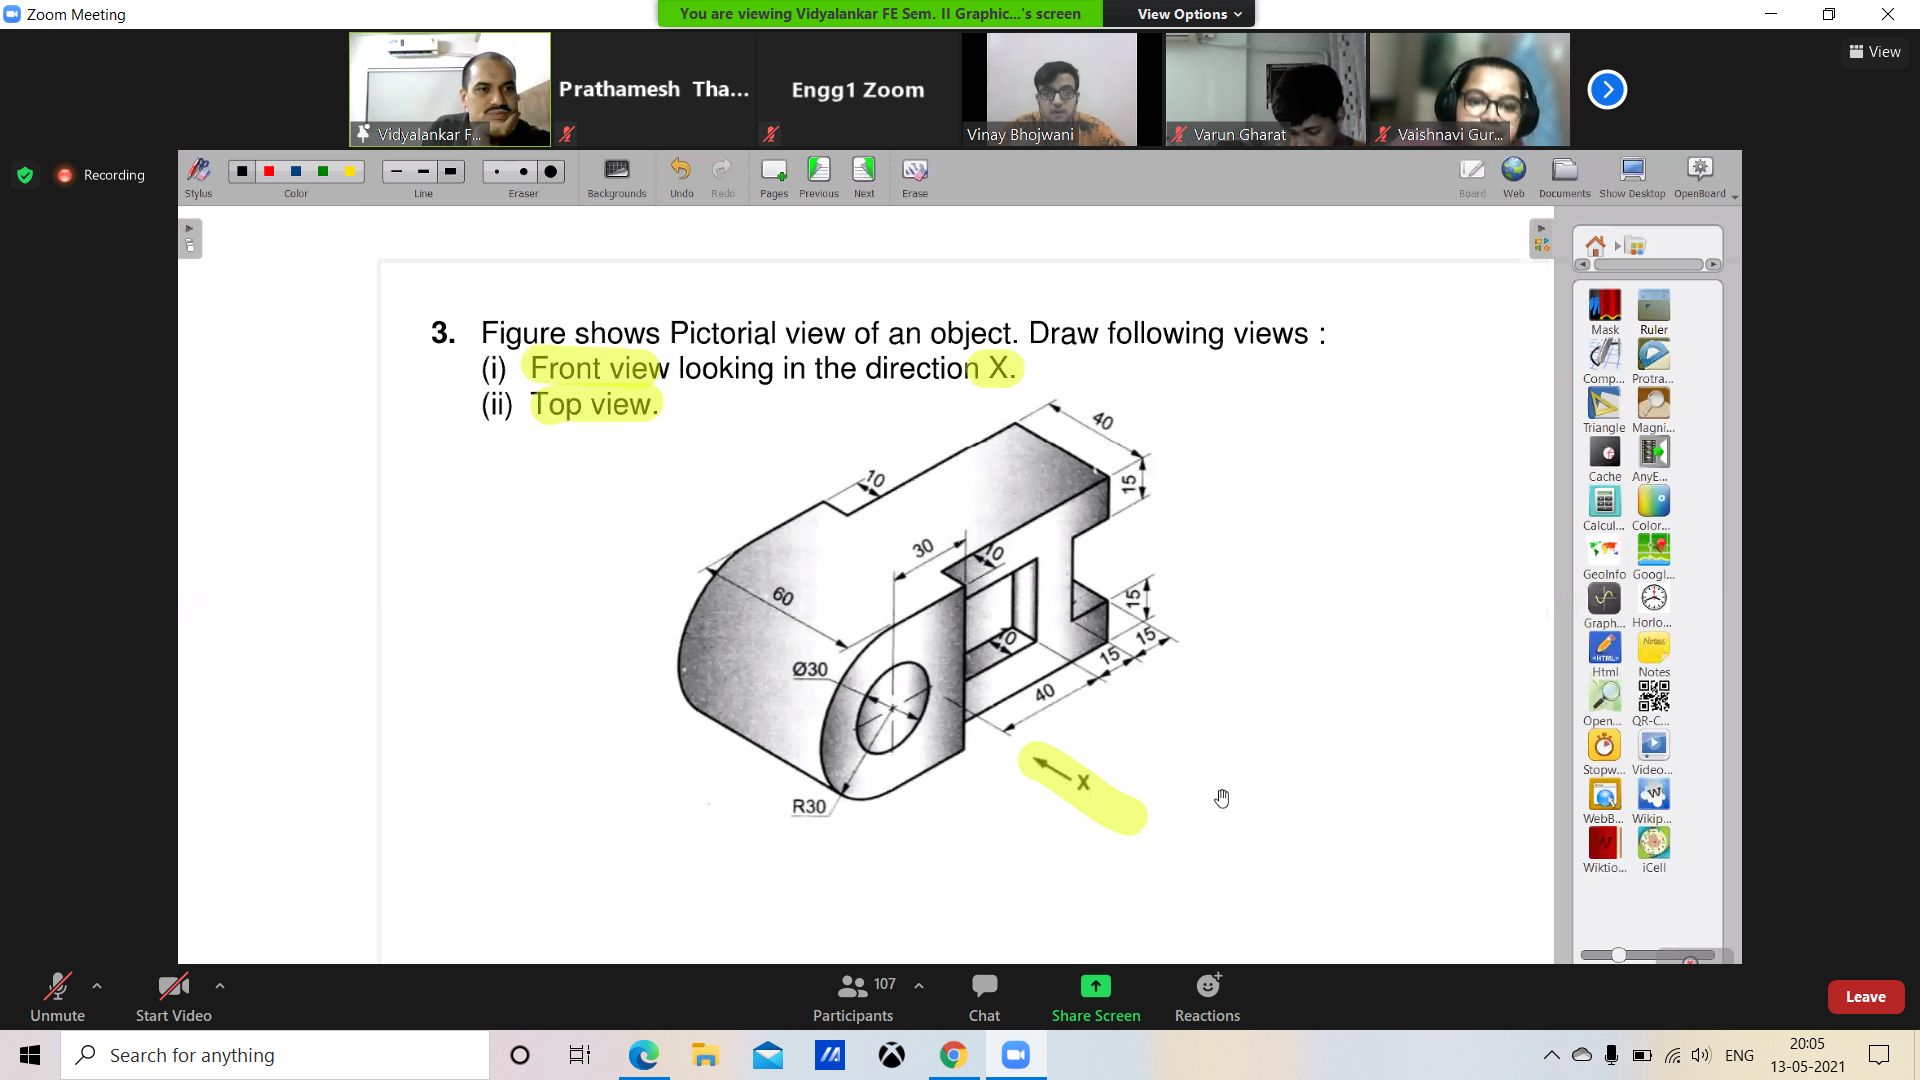 Zoom Meeting
You are viewing Vidyalankar FE Sem. II Graphic...'s screen
View Options
View
Prathamesh Tha...
Engg1 Zoom
Vidyalankar F...
Vinay Bhojwani
Varun Gharat
Vaishnavi Gur...
Recording
Stylus
Color
Line
Eraser
Backgrounds
Undo
Redo
Pages
Previous
Next
Erase
Board
Web
Documents
Show Desktop
OpenBoard
3. Figure shows Pictorial view of an object. Draw following views :
(i) Front view looking in the direction X.
(ii) Top view.
40
15
10
30
10
60
15
Ø30
10
15
15
40
R30
X
Mask
Ruler
Comp...
Protra...
Triangle
Magni...
Cache
AnyE...
Calcul...
Color...
GeoInfo
Googl...
Graph...
Horlo...
<HTML>
Notes
Html
Notes
Open...
QR-C...
Stopw...
Video...
W
WebB...
Wikip...
W
Wiktio...
iCell
Unmute
Start Video
107
Participants
Chat
Share Screen
Reactions
Leave
Search for anything
ENG
20:05
13-05-2021